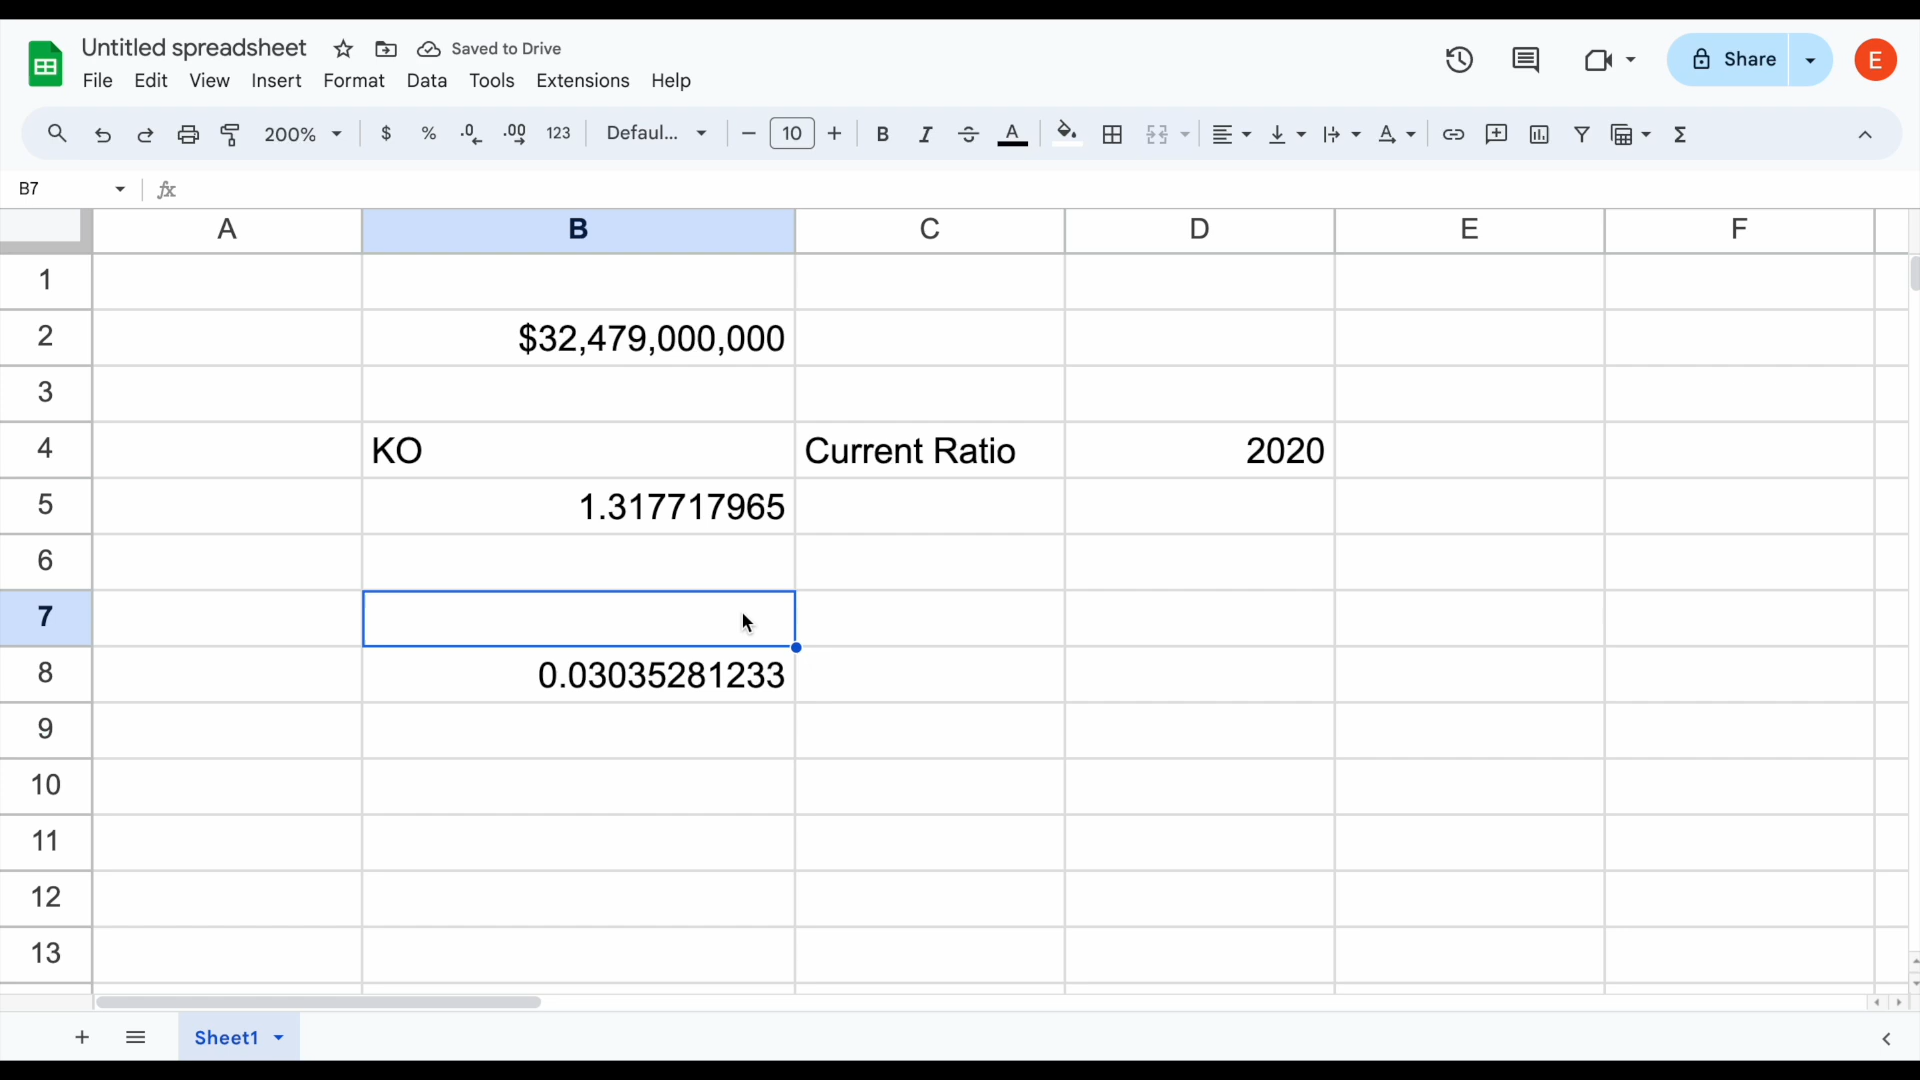 Untitled spreadsheet Saved to Drive
File Edit View Insert Format Data Tools Extensions Help
Share
E
200% $ % .0 .00 123 Defaul... 10 B I S A A Σ
B7 fx
A B C D E F
1
2 $32,479,000,000
3
4 KO Current Ratio 2020
5 1.317717965
6
7
8 0.03035281233
9
10
11
12
13
Sheet1